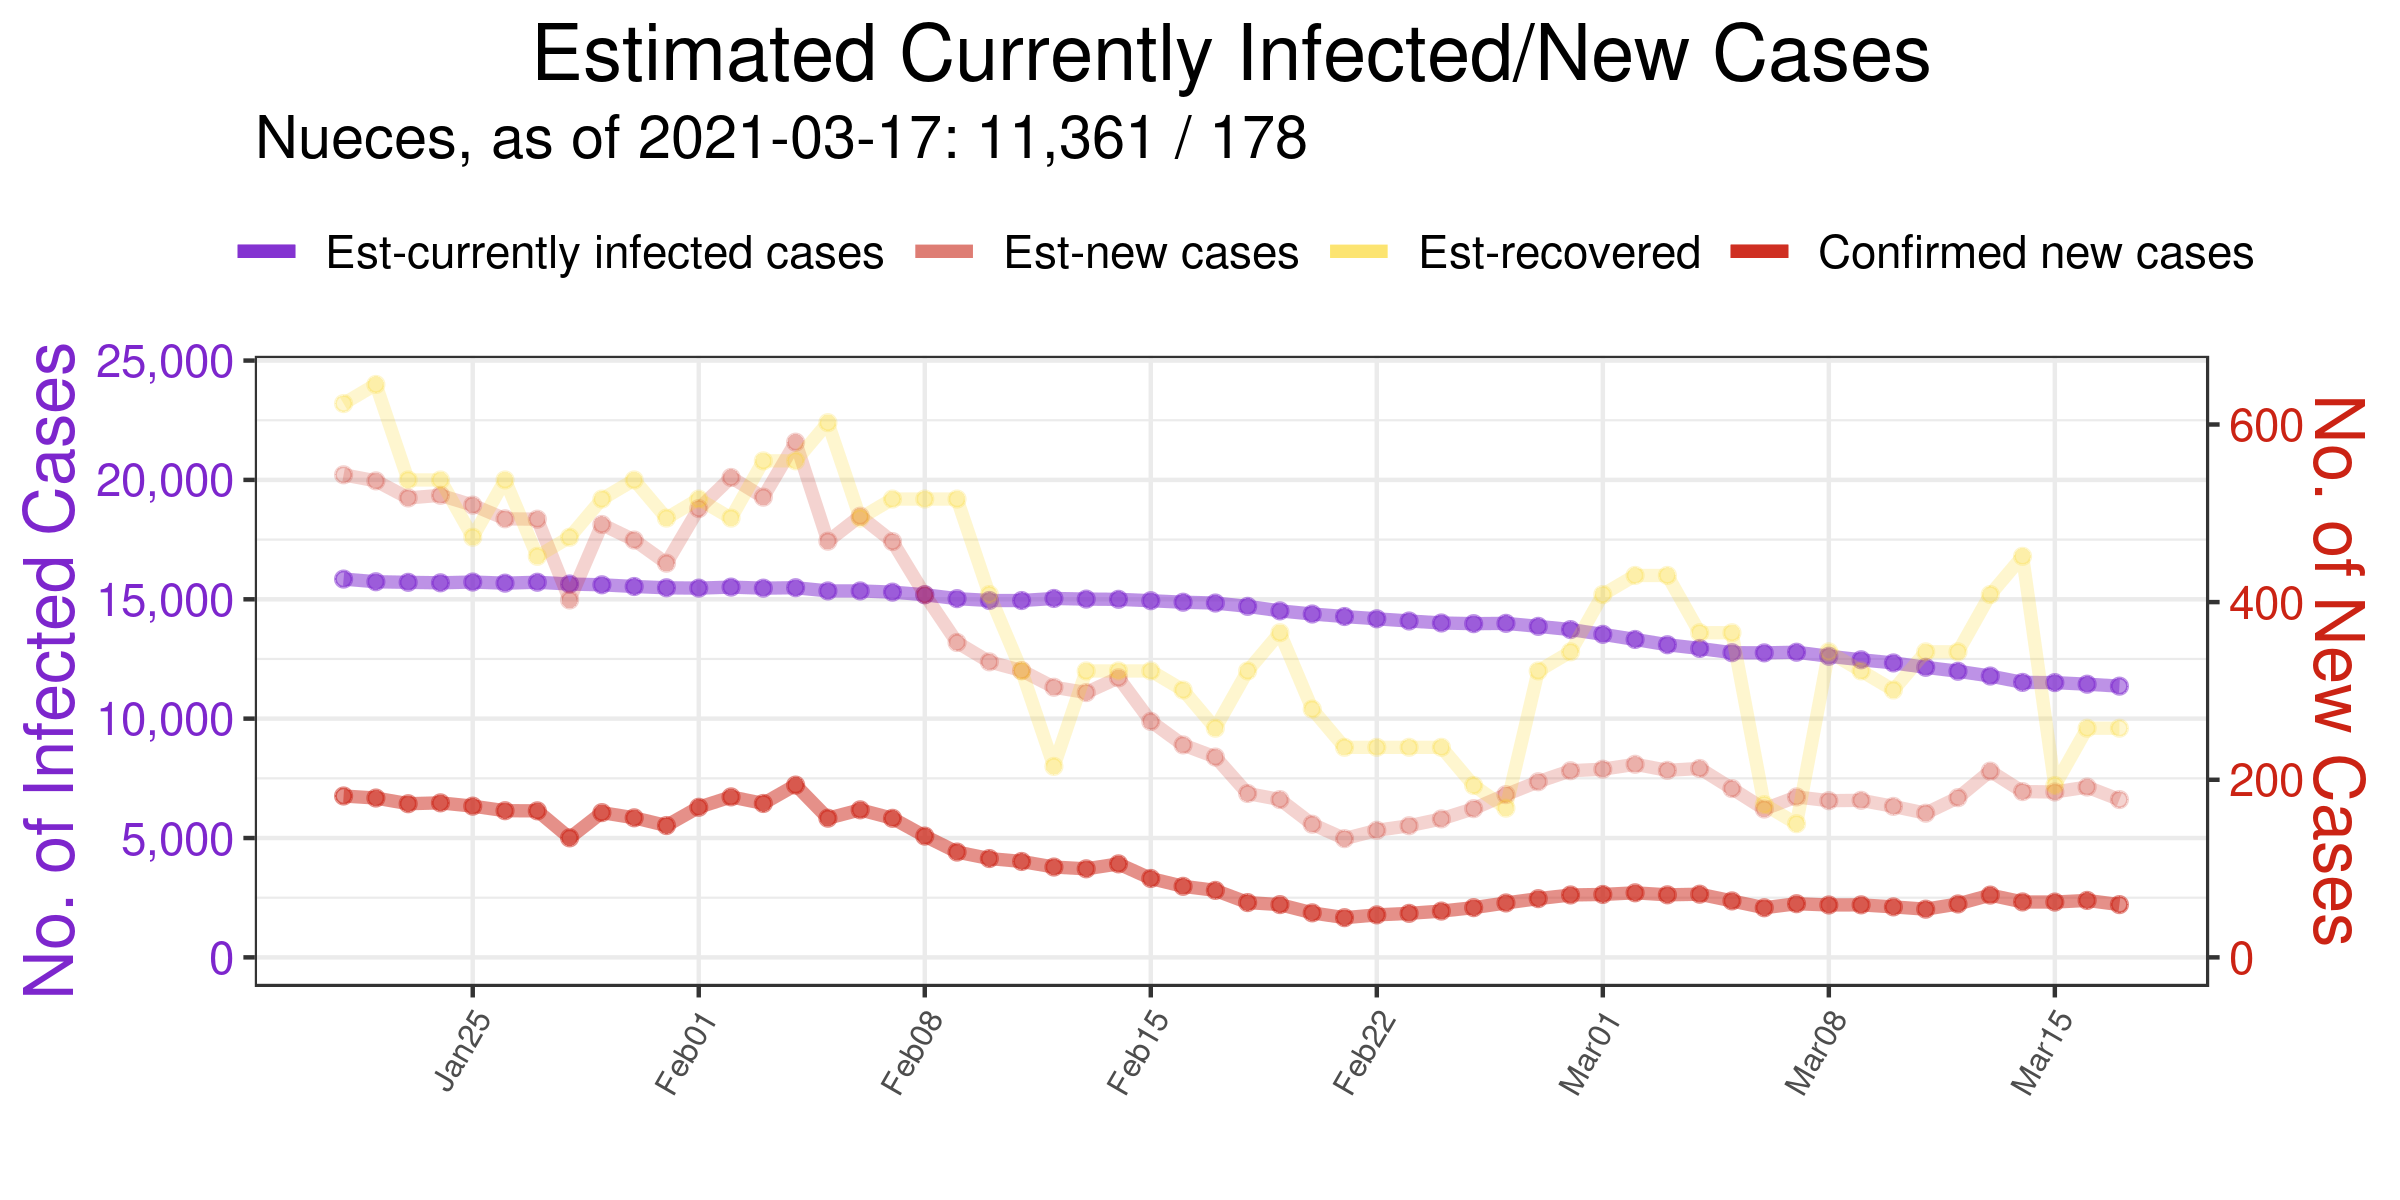 Estimated Currently Infected/New Cases
Nueces, as of 2021-03-17: 11,361 / 178
Est-currently infected cases Est-new cases Est-recovered Confirmed new cases
No. of Infected Cases
25,000
20,000
15,000
10,000
5,000
0
600
400
200
0
No. of New Cases
Jan25 Feb01 Feb08 Feb15 Feb22 Mar01 Mar08 Mar15